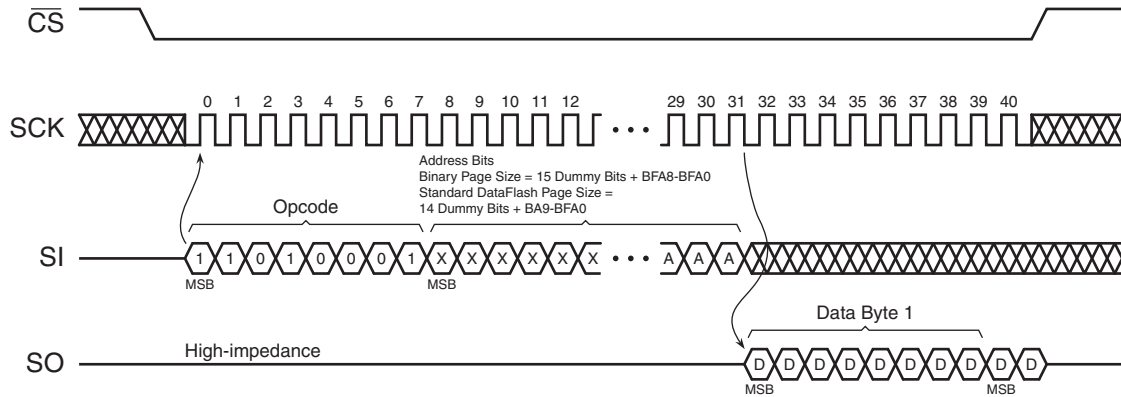 CS
0 1 2 3 4 5 6 7 8 9 10 11 12 29 30 31 32 33 34 35 36 37 38 39 40
SCK
Address Bits
Binary Page Size = 15 Dummy Bits + BFA8-BFA0
Standard DataFlash Page Size =
14 Dummy Bits + BA9-BFA0
Opcode
SI 1 1 0 1 0 0 0 1 X X X X X X A A A
MSB MSB
Data Byte 1
High-impedance
SO D D D D D D D D D D
MSB MSB